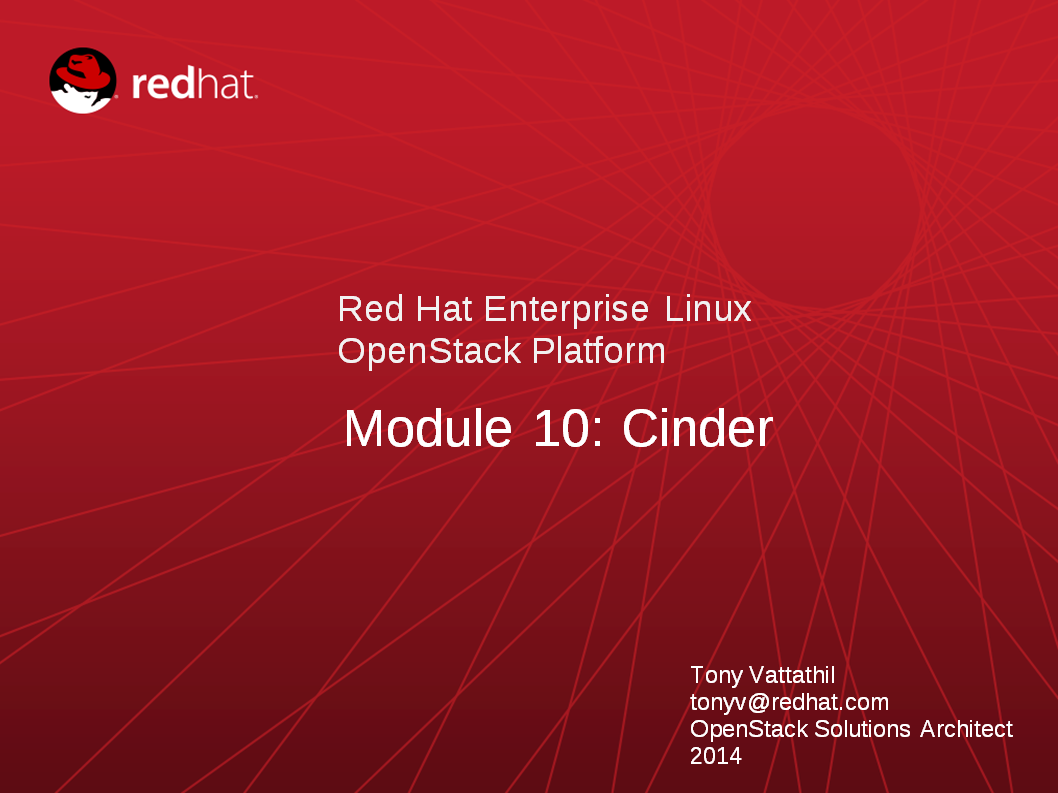 redhat.
Red Hat Enterprise Linux
OpenStack Platform
Module 10: Cinder
Tony Vattathil
tonyv@redhat.com
OpenStack Solutions Architect
2014